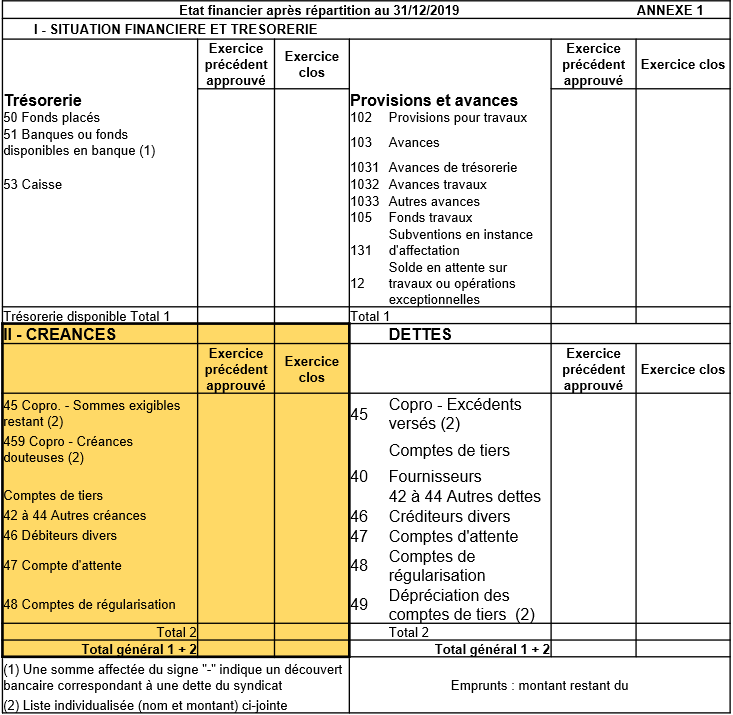 Etat financier après répartition au 31/12/2019 ANNEXE 1
I - SITUATION FINANCIERE ET TRESORERIE
Exercice
précédent
approuvé
Exercice
clos
Exercice
précédent
approuvé
Exercice clos
Trésorerie
50 Fonds placés
51 Banques ou fonds
disponibles en banque (1)
53 Caisse
Trésorerie disponible Total 1
Provisions et avances
102 Provisions pour travaux
103 Avances
1031 Avances de trésorerie
1032 Avances travaux
1033 Autres avances
105 Fonds travaux
Subventions en instance
131 d'affectation
Solde en attente sur
12 travaux ou opérations
exceptionnelles
Total 1
II - CREANCES
Exercice
précédent
approuvé
Exercice
clos
45 Copro. - Sommes exigibles
restant (2)
459 Copro - Créances
douteuses (2)
Comptes de tiers
42 à 44 Autres créances
46 Débiteurs divers
47 Compte d'attente
48 Comptes de régularisation
Total 2
Total général 1 + 2
DETTES
Exercice
précédent
approuvé
Exercice clos
45 Copro - Excédents
versés (2)
Comptes de tiers
40 Fournisseurs
42 à 44 Autres dettes
46 Créditeurs divers
47 Comptes d'attente
48 Comptes de
régularisation
49 Dépréciation des
comptes de tiers (2)
Total 2
Total général 1 + 2
(1) Une somme affectée du signe "-" indique un découvert
bancaire correspondant à une dette du syndicat
(2) Liste individualisée (nom et montant) ci-jointe
Emprunts : montant restant du